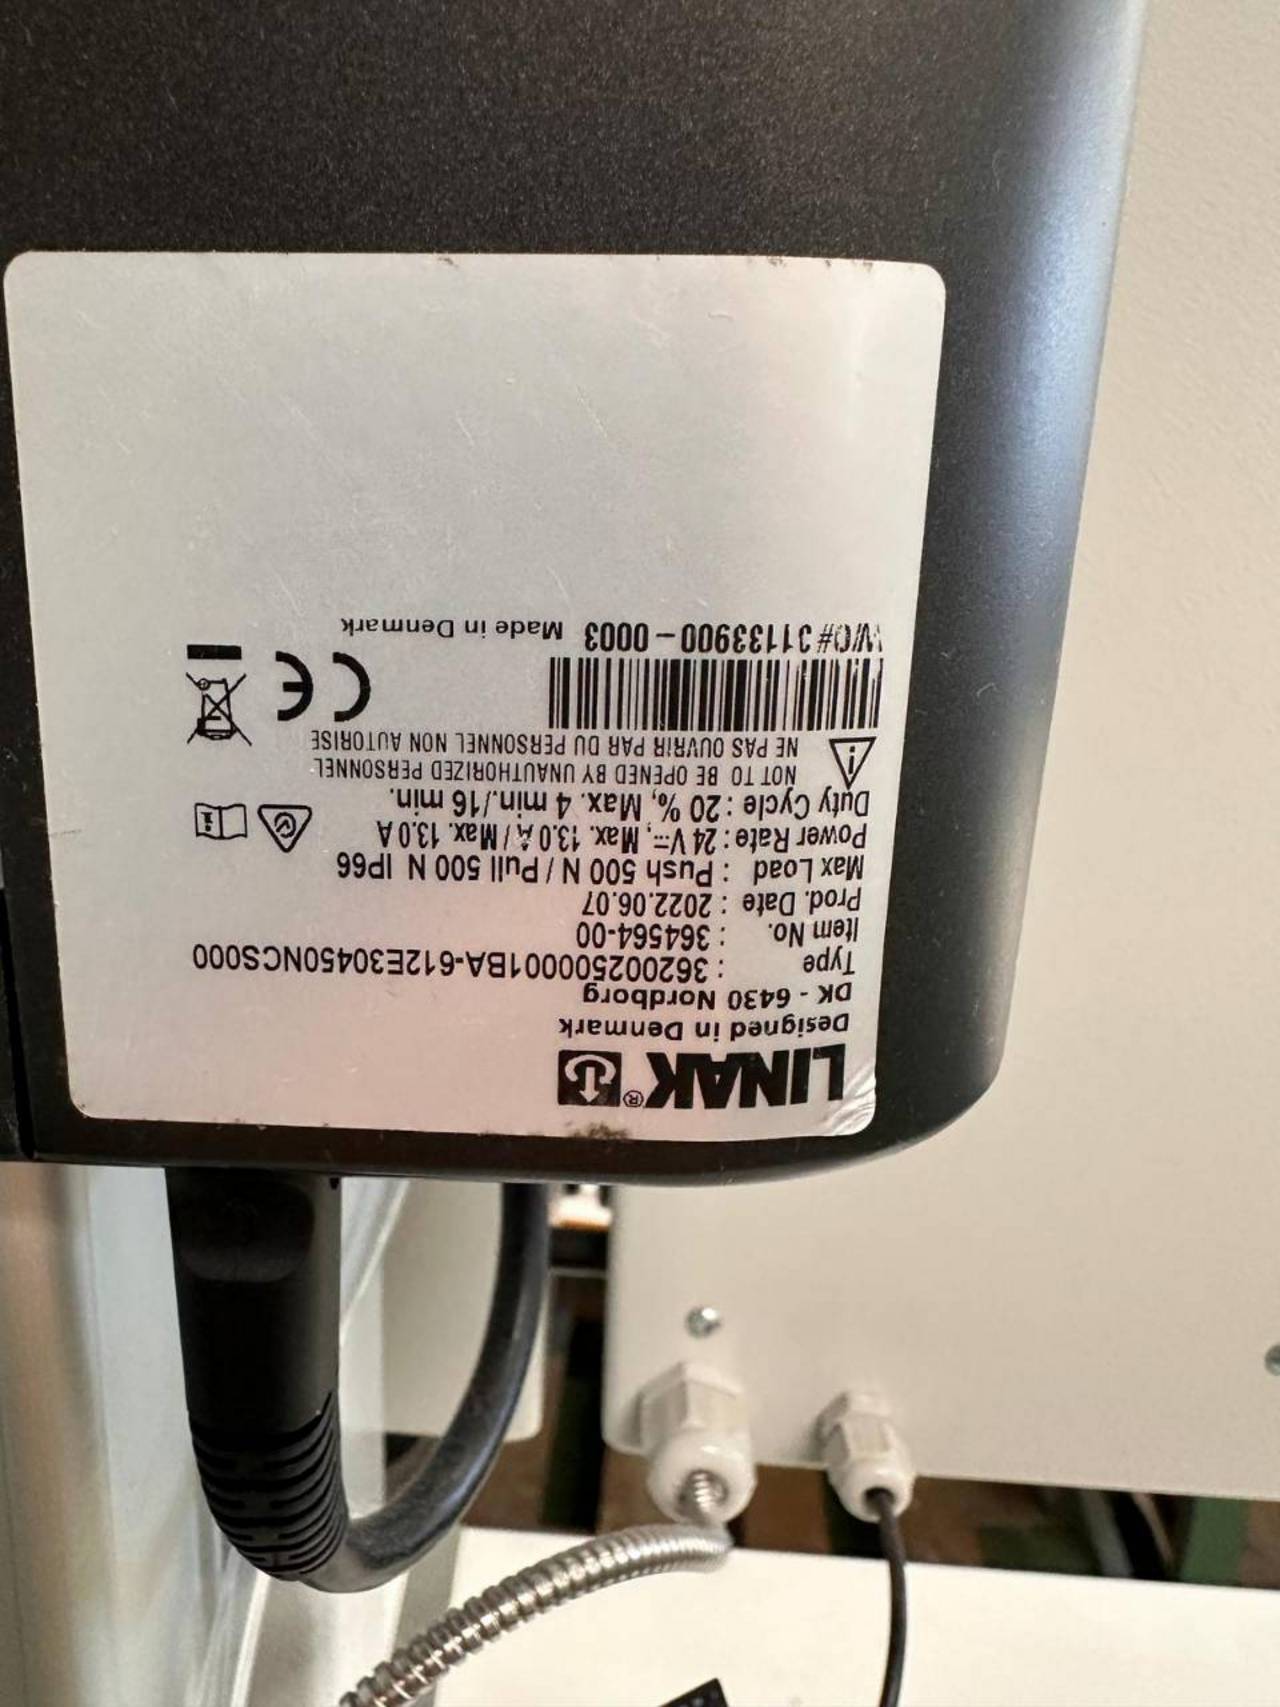 LINAK®
Designed in Denmark
DK - 6430 Nordborg
Type : 362002500001BA-612E30450NCS000
Item No. : 364564-00
Prod. Date : 2022.06.07
Max Load : Push 500 N / Pull 500 N IP66
Power Rate : 24 V⎓, Max. 13.0 A / Max. 13.0 A
Duty Cycle : 20 %, Max. 4 min./16 min.
NOT TO BE OPENED BY UNAUTHORIZED PERSONNEL
NE PAS OUVRIR PAR DU PERSONNEL NON AUTORISE
WO#31133900-0003 Made in Denmark
CE